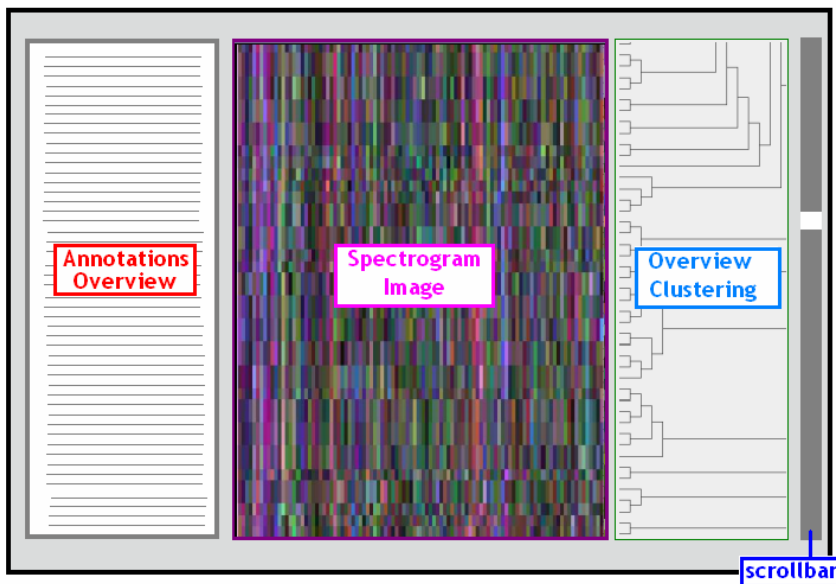 Annotations
Overview
Spectrogram
Image
Overview
Clustering
scrollbar